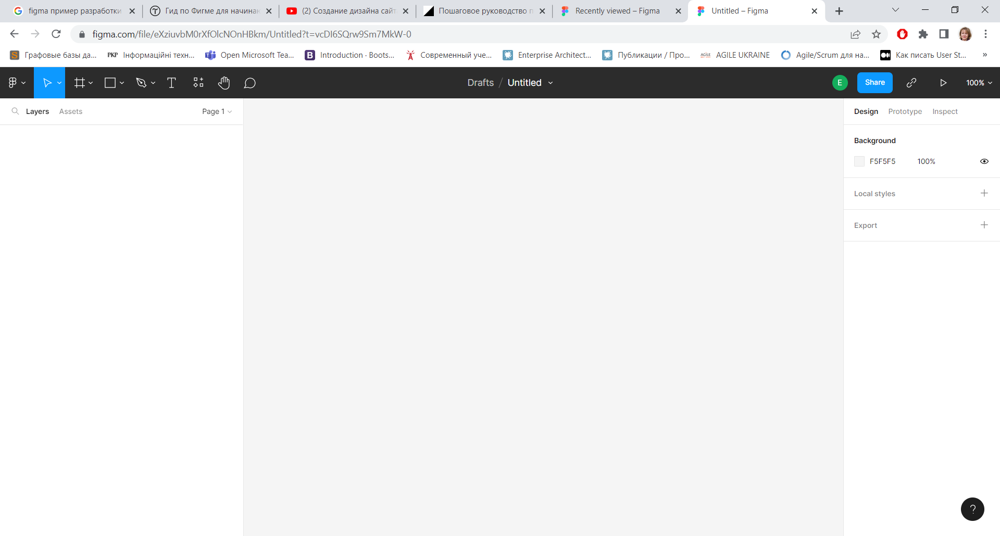 figma пример разработки
Гид по Фигме для начинаю
(2) Создание дизайна сайт
Пошаговое руководство п
Recently viewed – Figma
Untitled – Figma
figma.com/file/eXziuvbM0rXfOlcNOnHBkm/Untitled?t=vcDI6SQrw9Sm7MkW-0
Графовые базы да...
PKP Інформаційні техн...
Open Microsoft Tea...
B Introduction · Boots...
Современный уче...
Enterprise Architect...
Публикации / Про...
AGILE AGILE UKRAINE
Agile/Scrum для на...
Как писать User St...
»
Drafts / Untitled
E
Share
100%
Layers
Assets
Page 1
Design
Prototype
Inspect
Background
F5F5F5 100%
Local styles
Export
?